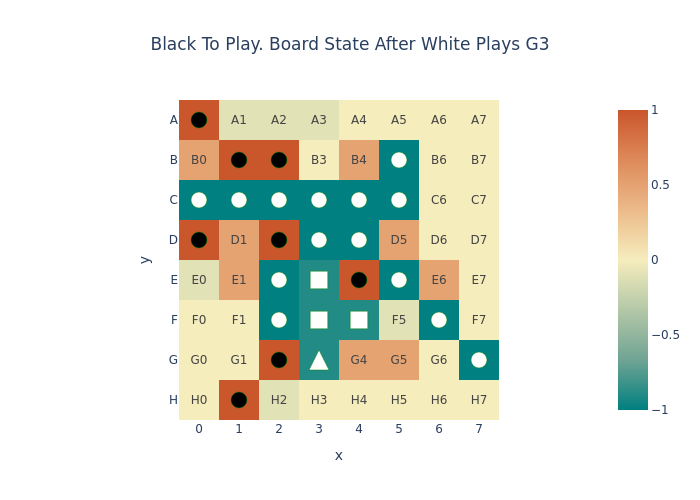 Black To Play. Board State After White Plays G3
A A1 A2 A3 A4 A5 A6 A7
B B0 B3 B4 B6 B7
C C6 C7
D D1 D5 D6 D7
E E0 E1 E6 E7
F F0 F1 F5 F7
G G0 G1 G4 G5 G6
H H0 H2 H3 H4 H5 H6 H7
0 1 2 3 4 5 6 7
x
y
1
0.5
0
−0.5
−1